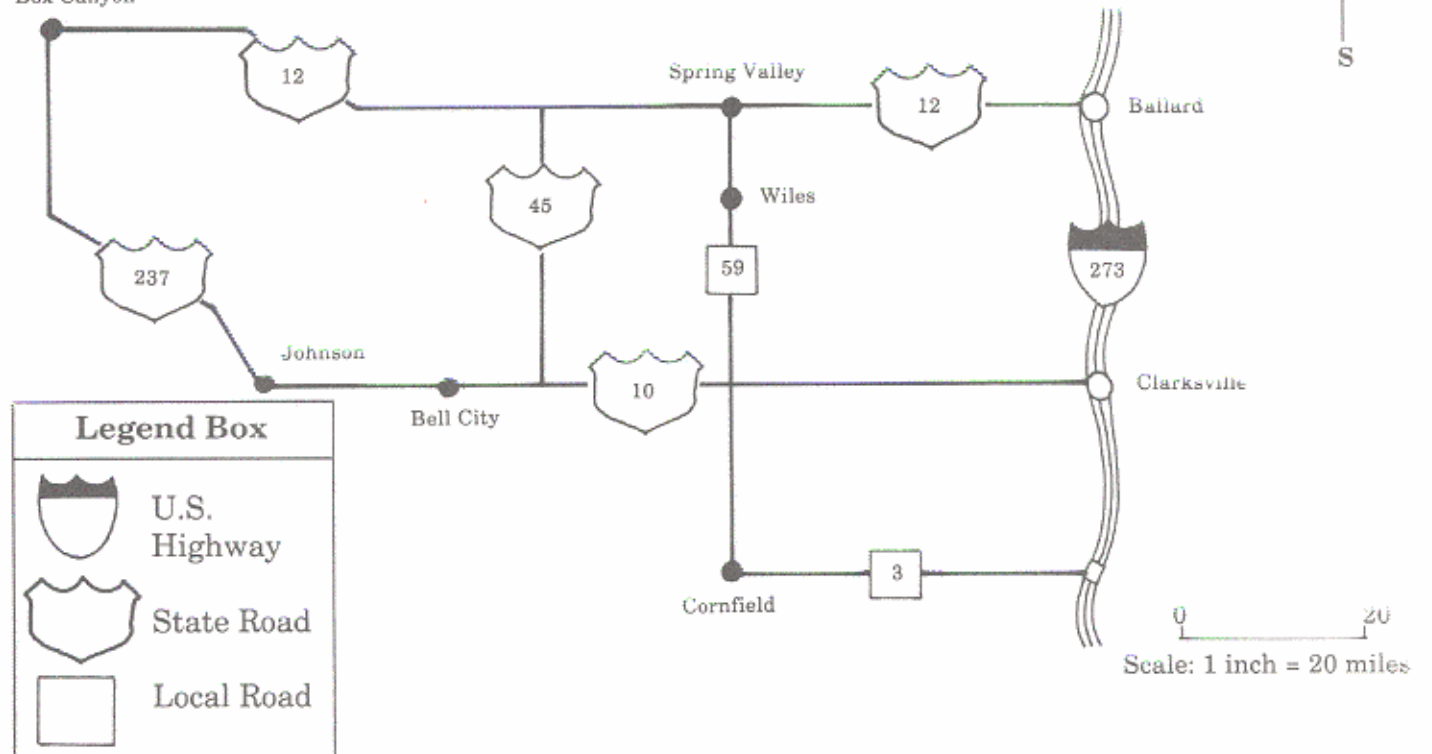 S
12
Spring Valley
12
Ballard
Wiles
45
59
273
237
Johnson
10
Clarksville
Bell City
Legend Box
U.S.
Highway
State Road
Local Road
3
Cornfield
0 20
Scale: 1 inch = 20 miles